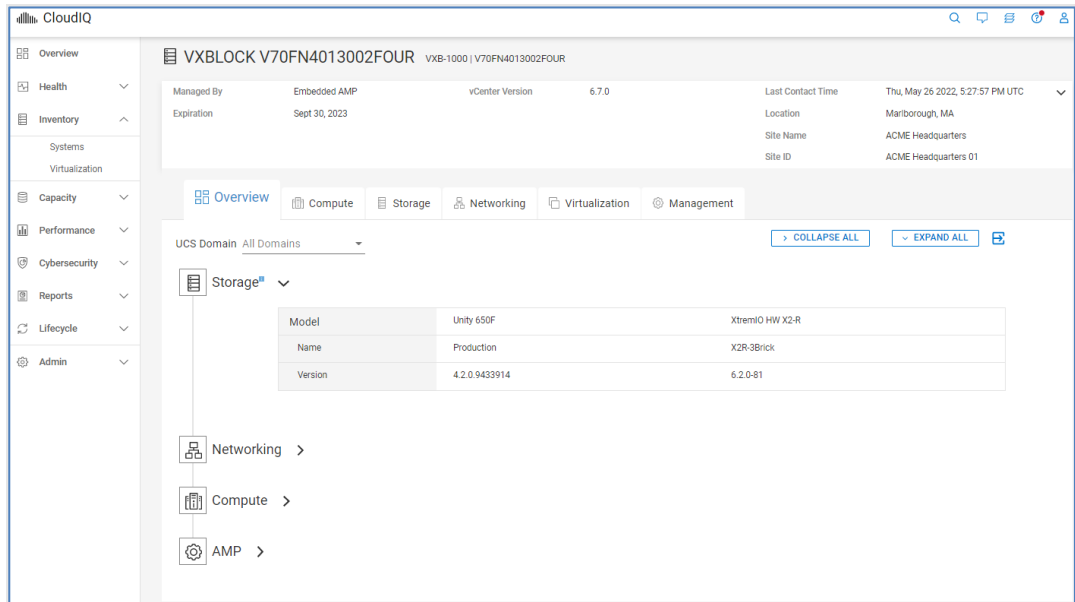 CloudIQ
Overview
Health
Inventory
Systems
Virtualization
Capacity
Performance
Cybersecurity
Reports
Lifecycle
Admin
VXBLOCK V70FN4013002FOUR VXB-1000 | V70FN4013002FOUR
Managed By Embedded AMP vCenter Version 6.7.0 Last Contact Time Thu, May 26 2022, 5:27:57 PM UTC
Expiration Sept 30, 2023 Location Marlborough, MA
Site Name ACME Headquarters
Site ID ACME Headquarters 01
Overview Compute Storage Networking Virtualization Management
UCS Domain All Domains COLLAPSE ALL EXPAND ALL
Storage
Model Unity 650F XtremIO HW X2-R
Name Production X2R-3Brick
Version 4.2.0.9433914 6.2.0-81
Networking
Compute
AMP